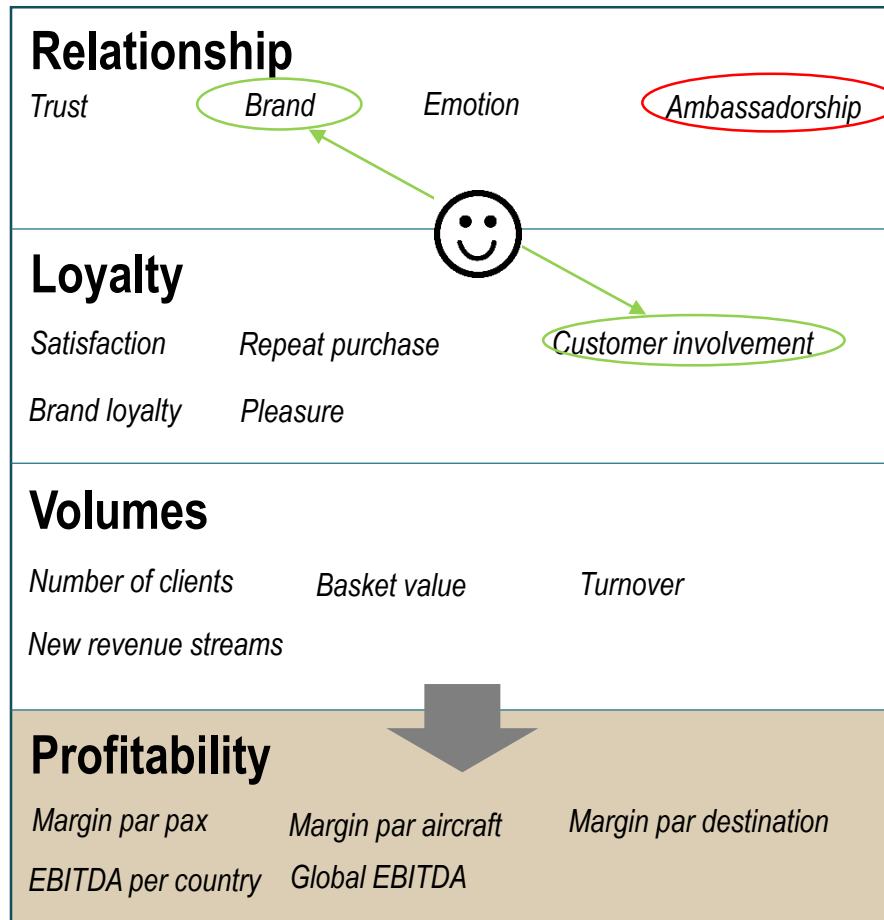 Relationship
Trust Brand Emotion Ambassadorship
Loyalty
Satisfaction Repeat purchase Customer involvement
Brand loyalty Pleasure
Volumes
Number of clients Basket value Turnover
New revenue streams
Profitability
Margin par pax Margin par aircraft Margin par destination
EBITDA per country Global EBITDA